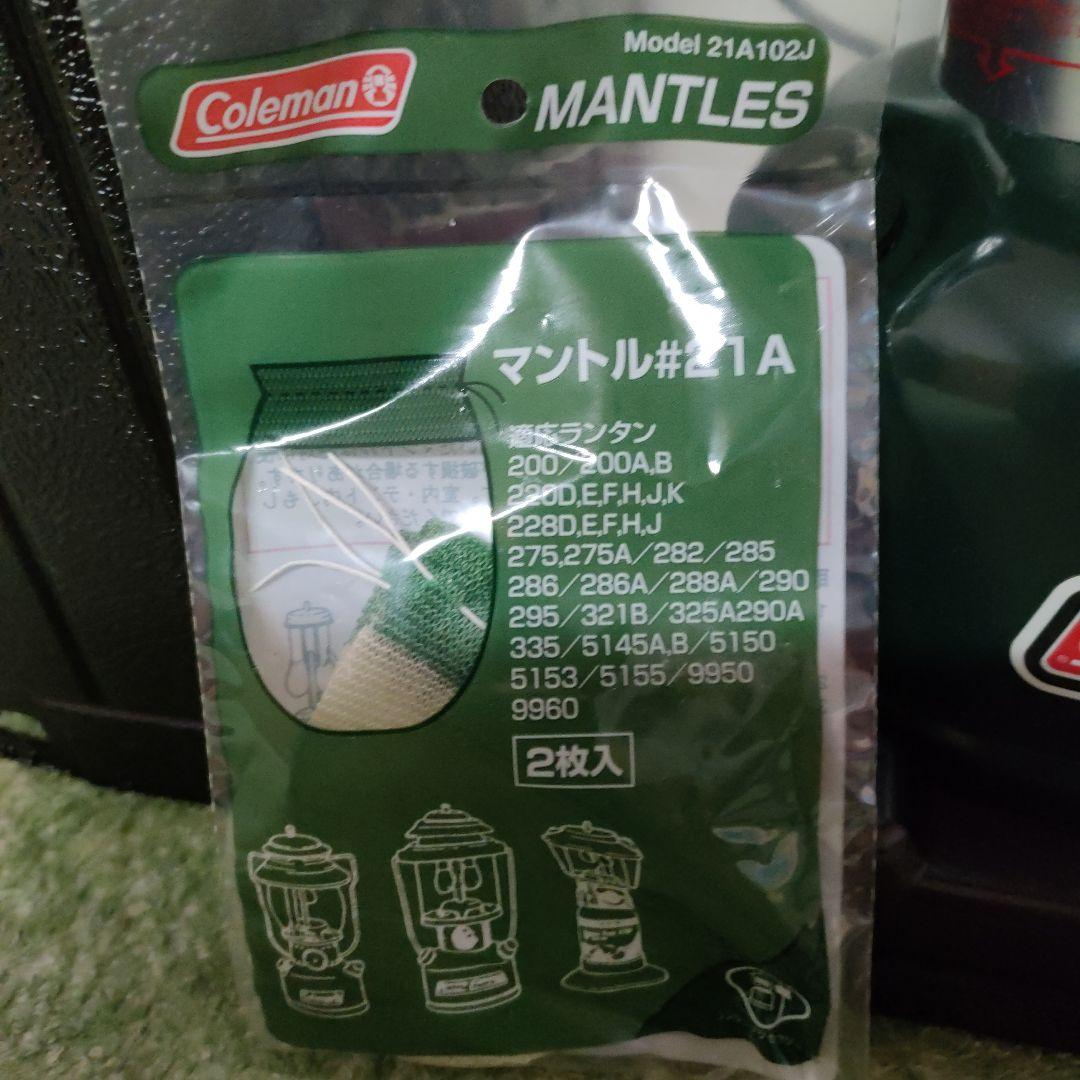 Model 21A102J
Coleman
MANTLES
マントル#21A
適応ランタン
200/200A,B
220D,E,F,H,J,K
228D,E,F,H,J
275,275A/282/285
286/286A/288A/290
295/321B/325A290A
335/5145A,B/5150
5153/5155/9950
9960
2枚入